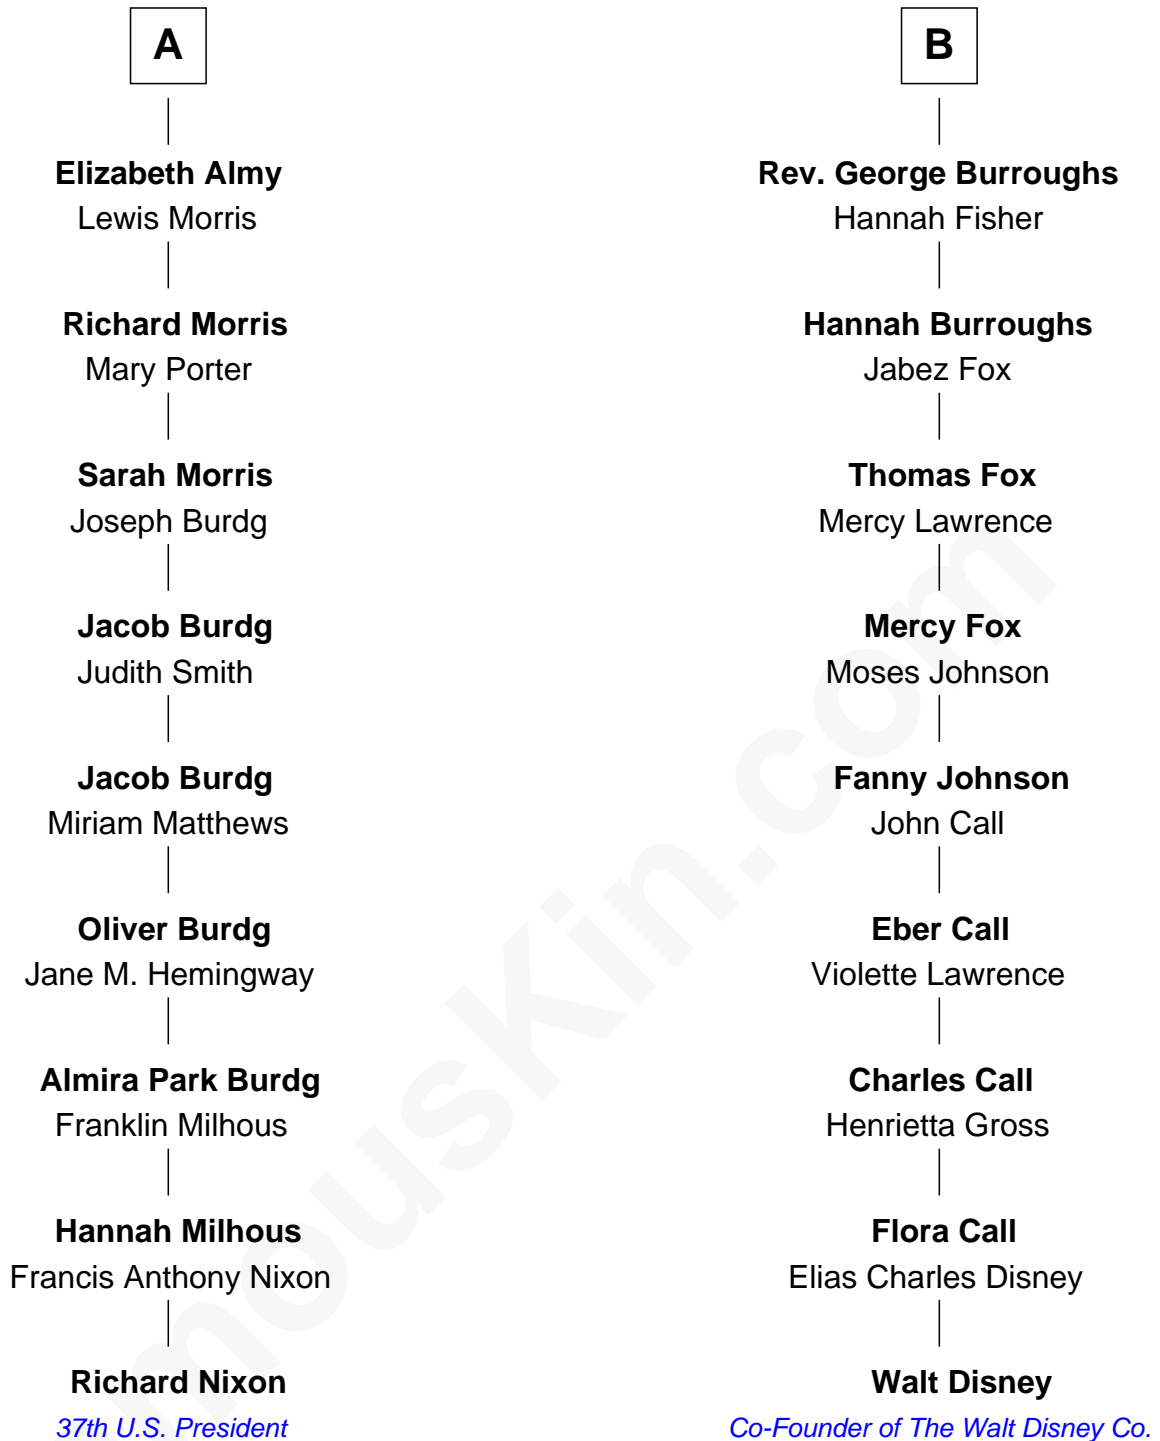 A
Elizabeth Almy
Lewis Morris
Richard Morris
Mary Porter
Sarah Morris
Joseph Burdg
Jacob Burdg
Judith Smith
Jacob Burdg
Miriam Matthews
Oliver Burdg
Jane M. Hemingway
Almira Park Burdg
Franklin Milhous
Hannah Milhous
Francis Anthony Nixon
Richard Nixon
37th U.S. President
B
Rev. George Burroughs
Hannah Fisher
Hannah Burroughs
Jabez Fox
Thomas Fox
Mercy Lawrence
Mercy Fox
Moses Johnson
Fanny Johnson
John Call
Eber Call
Violette Lawrence
Charles Call
Henrietta Gross
Flora Call
Elias Charles Disney
Walt Disney
Co-Founder of The Walt Disney Co.
mouskin.com